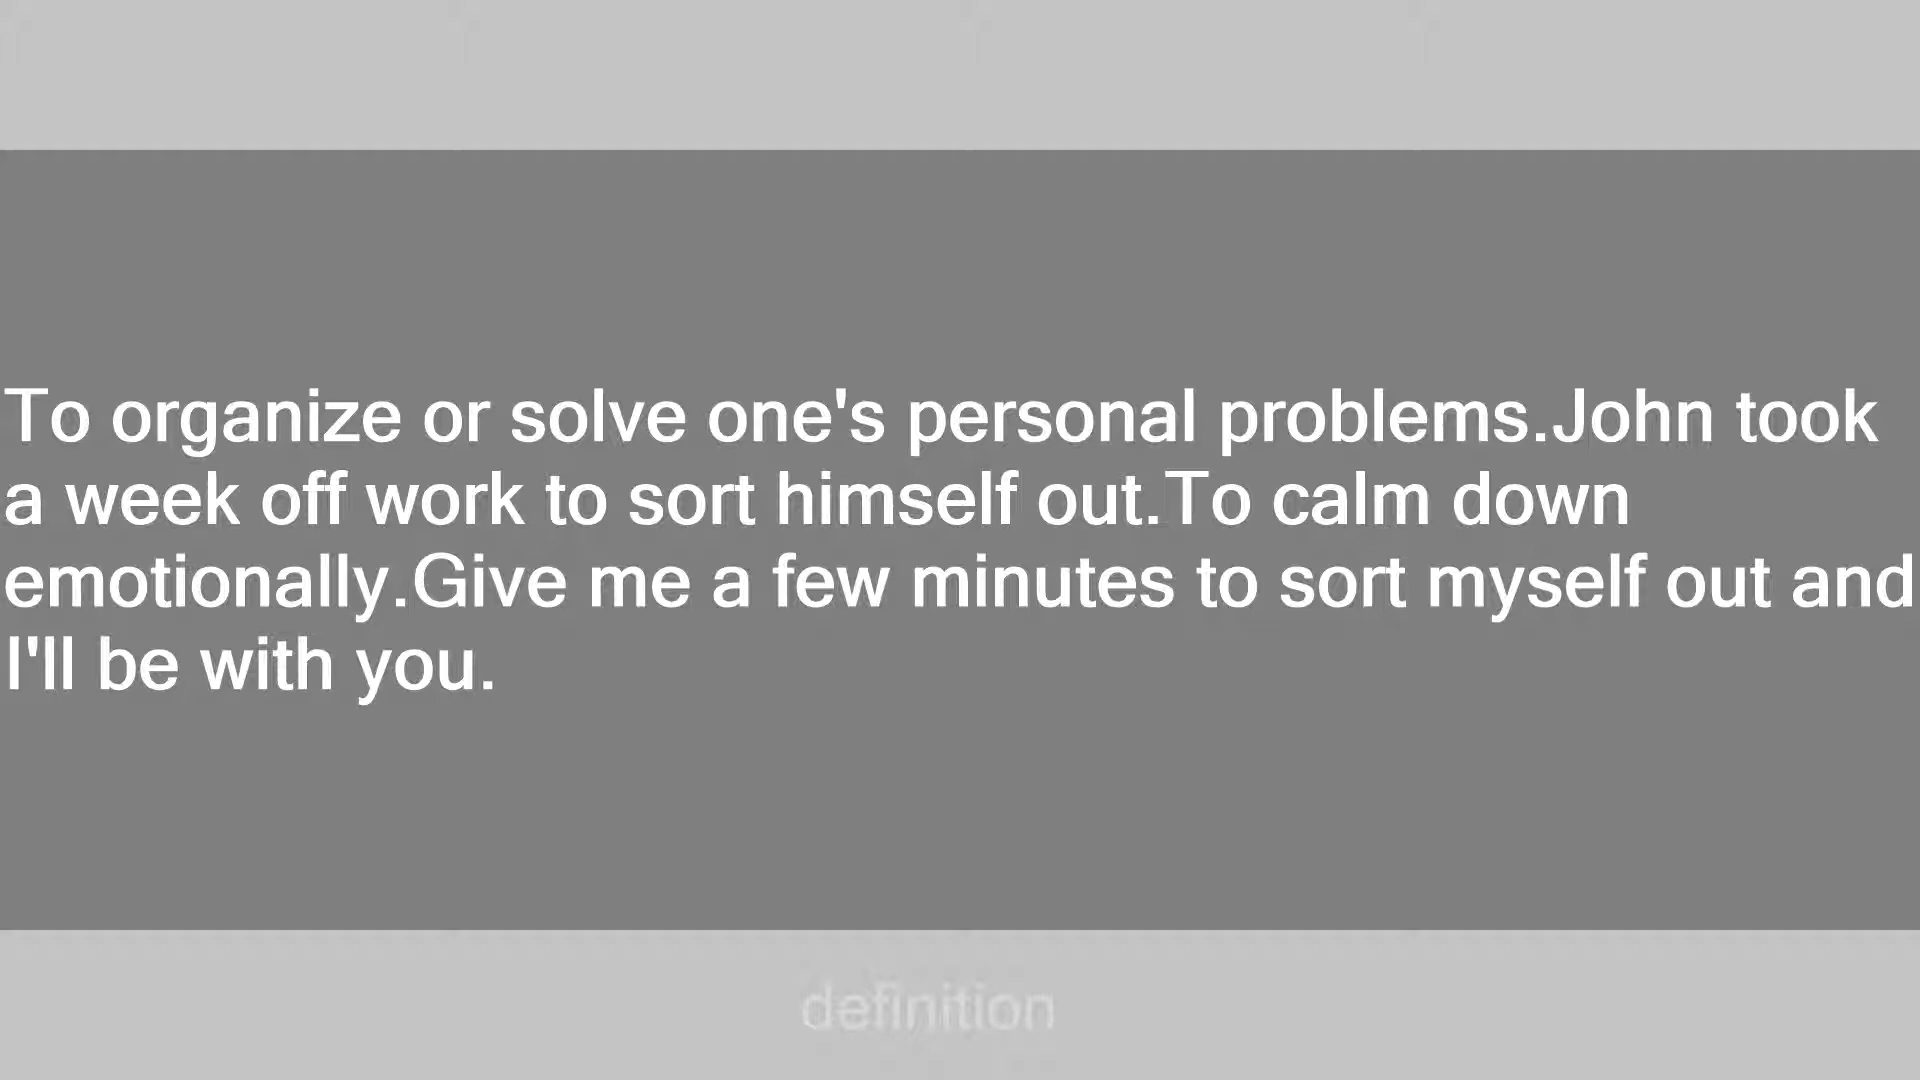 To organize or solve one's personal problems.John took
a week off work to sort himself out.To calm down
emotionally.Give me a few minutes to sort myself out and
I'll be with you.
definition